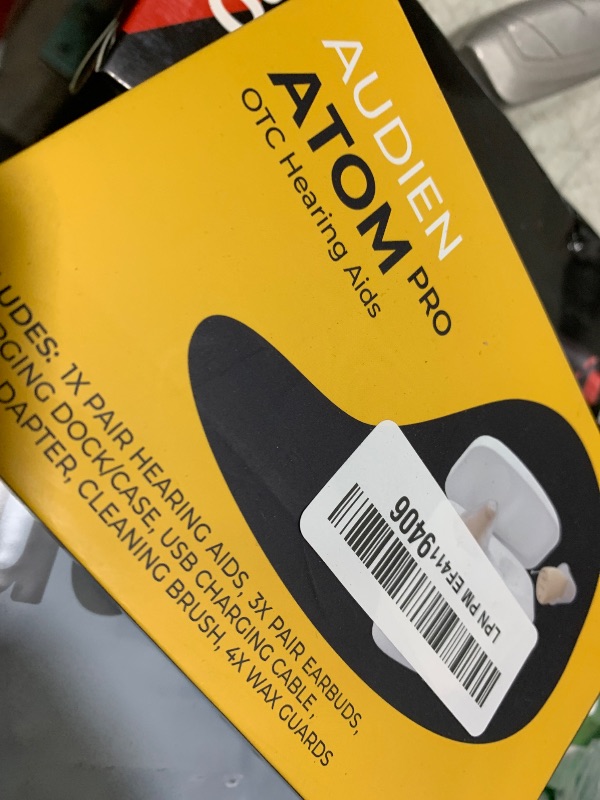 AUDIEN
ATOM PRO
OTC Hearing Aids
UDES: 1X PAIR HEARING AIDS, 3X PAIR EARBUDS,
RGING DOCK/CASE, USB CHARGING CABLE,
DAPTER, CLEANING BRUSH, 4X WAX GUARDS
LPN PM EF4119406